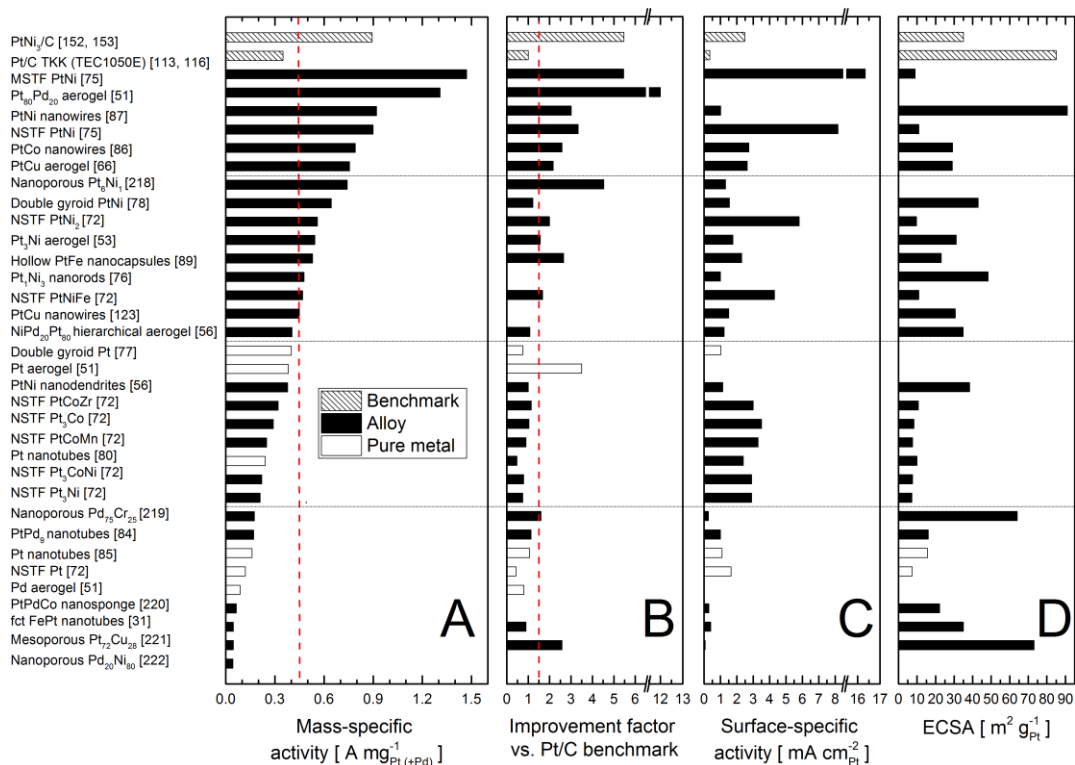 PtNi₃/C [152, 153]
Pt/C TKK (TEC1050E) [113, 116]
MSTF PtNi [75]
Pt₈₀Pd₂₀ aerogel [51]
PtNi nanowires [87]
NSTF PtNi [75]
PtCo nanowires [86]
PtCu aerogel [66]
Nanoporous Pt₆Ni₁ [218]
Double gyroid PtNi [78]
NSTF PtNi₂ [72]
Pt₃Ni aerogel [53]
Hollow PtFe nanocapsules [89]
Pt₁Ni₃ nanorods [76]
NSTF PtNiFe [72]
PtCu nanowires [123]
NiPd₂₀Pt₈₀ hierarchical aerogel [56]
Double gyroid Pt [77]
Pt aerogel [51]
PtNi nanodendrites [56]
NSTF PtCoZr [72]
NSTF Pt₃Co [72]
NSTF PtCoMn [72]
Pt nanotubes [80]
NSTF Pt₃CoNi [72]
NSTF Pt₃Ni [72]
Nanoporous Pd₇₅Cr₂₅ [219]
PtPd₉ nanotubes [84]
Pt nanotubes [85]
NSTF Pt [72]
Pd aerogel [51]
PtPdCo nanosponge [220]
fct FePt nanotubes [31]
Mesoporous Pt₇₂Cu₂₈ [221]
Nanoporous Pd₂₀Ni₈₀ [222]
Benchmark
Alloy
Pure metal
A B C D
0.0 0.3 0.6 0.9 1.2 1.5
Mass-specific
activity [ A mg⁻¹Pt (+Pd) ]
0 1 2 3 4 5 6 12 13
Improvement factor
vs. Pt/C benchmark
0 1 2 3 4 5 6 7 8 16 17
Surface-specific
activity [ mA cm⁻²Pt ]
0 10 20 30 40 50 60 70 80 90
ECSA [ m² g⁻¹Pt ]